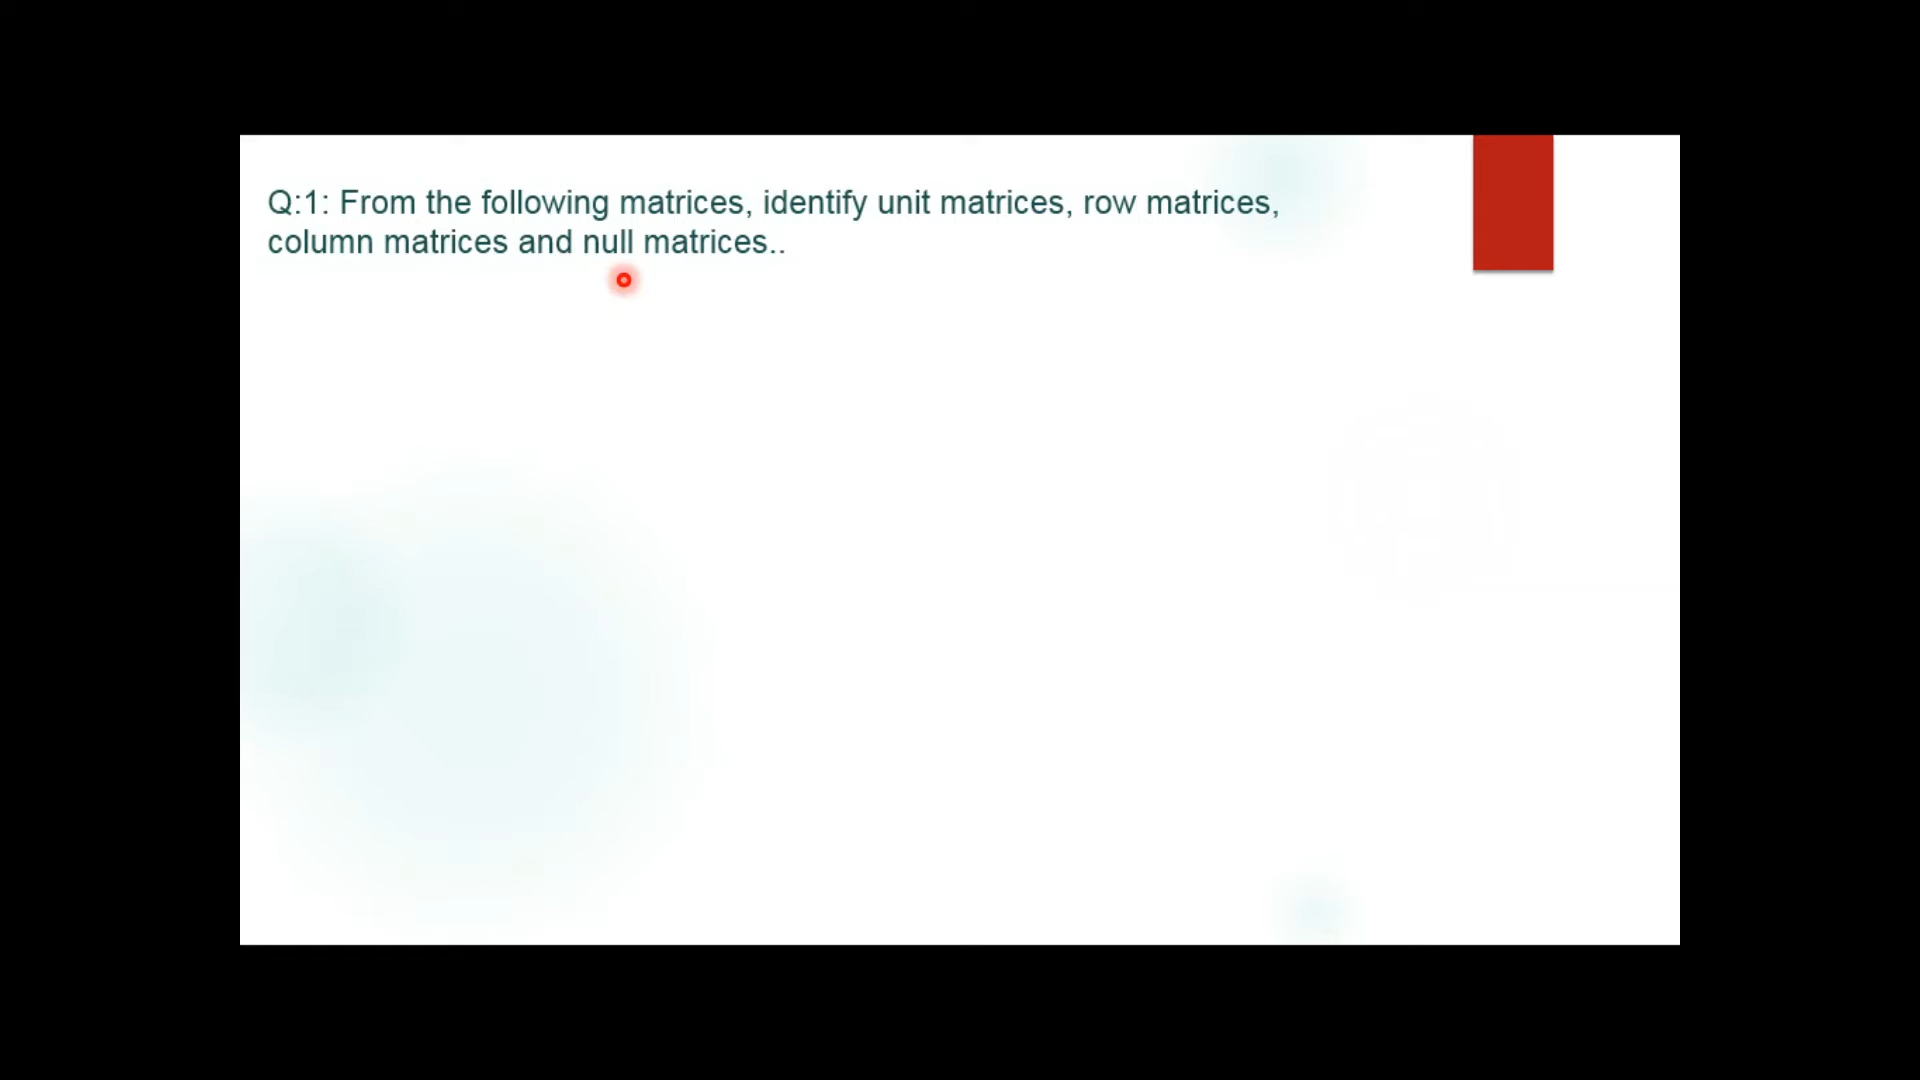 Q:1: From the following matrices, identify unit matrices, row matrices,
column matrices and null matrices..